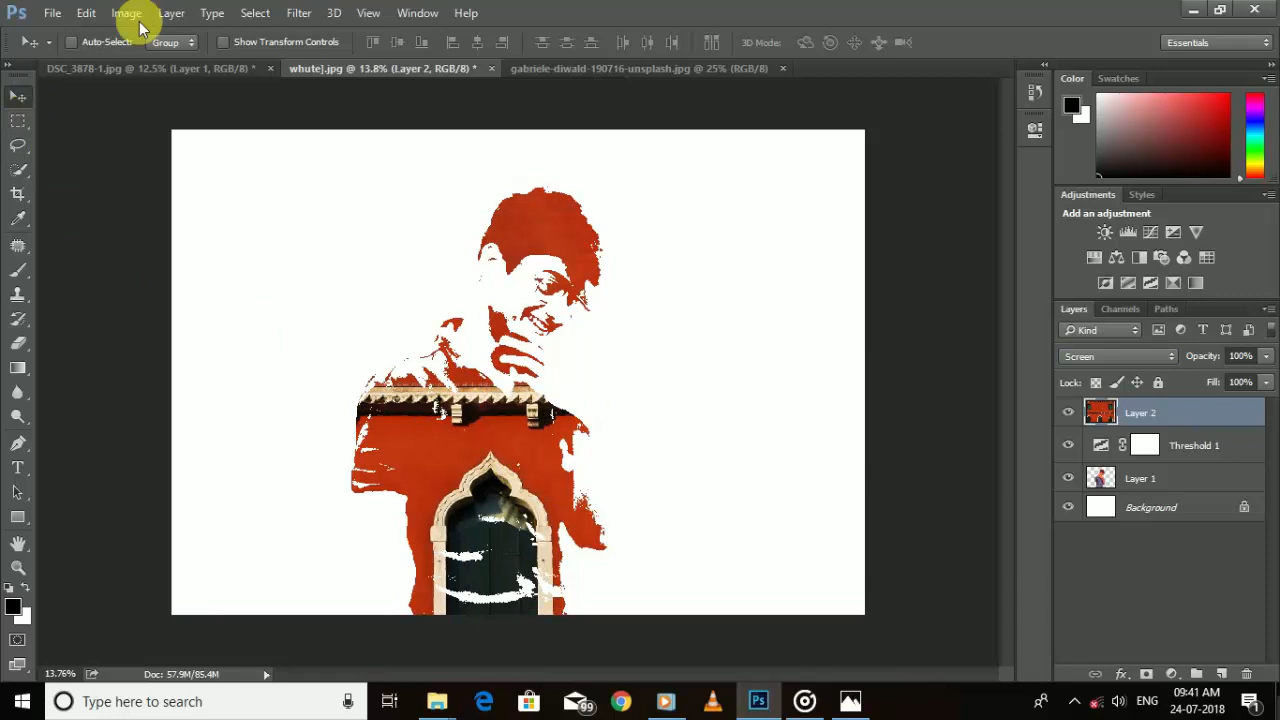 Ps File Edit Image Layer Type Select Filter 3D View Window Help
Auto-Select: Group Show Transform Controls 3D Mode: Essentials
DSC_3878-1.jpg @ 12.5% (Layer 1, RGB/8) * × whute].jpg @ 13.8% (Layer 2, RGB/8) * × gabriele-diwald-190716-unsplash.jpg @ 25% (RGB/8) ×
Color Swatches
Adjustments Styles
Add an adjustment
Layers Channels Paths
Kind
Screen Opacity: 100%
Lock: Fill: 100%
Layer 2
Threshold 1
Layer 1
Background
13.76% Doc: 57.9M/85.4M
Type here to search 99 Ps ENG 09:41 AM
24-07-2018 1